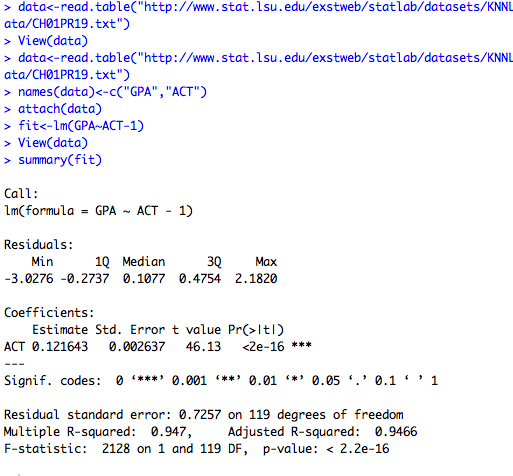 > data<-read.table("http://www.stat.lsu.edu/exstweb/statlab/datasets/KNNL
ata/CH01PR19.txt")
> View(data)
> data<-read.table("http://www.stat.lsu.edu/exstweb/statlab/datasets/KNNL
ata/CH01PR19.txt")
> names(data)<-c("GPA","ACT")
> attach(data)
> fit<-lm(GPA~ACT-1)
> View(data)
> summary(fit)

Call:
lm(formula = GPA ~ ACT - 1)

Residuals:
    Min      1Q  Median      3Q     Max
-3.0276 -0.2737  0.1077  0.4754  2.1820

Coefficients:
    Estimate Std. Error t value Pr(>|t|)
ACT 0.121643   0.002637   46.13   <2e-16 ***
---
Signif. codes:  0 ‘***’ 0.001 ‘**’ 0.01 ‘*’ 0.05 ‘.’ 0.1 ‘ ’ 1

Residual standard error: 0.7257 on 119 degrees of freedom
Multiple R-squared:  0.947,	Adjusted R-squared:  0.9466
F-statistic:  2128 on 1 and 119 DF,  p-value: < 2.2e-16